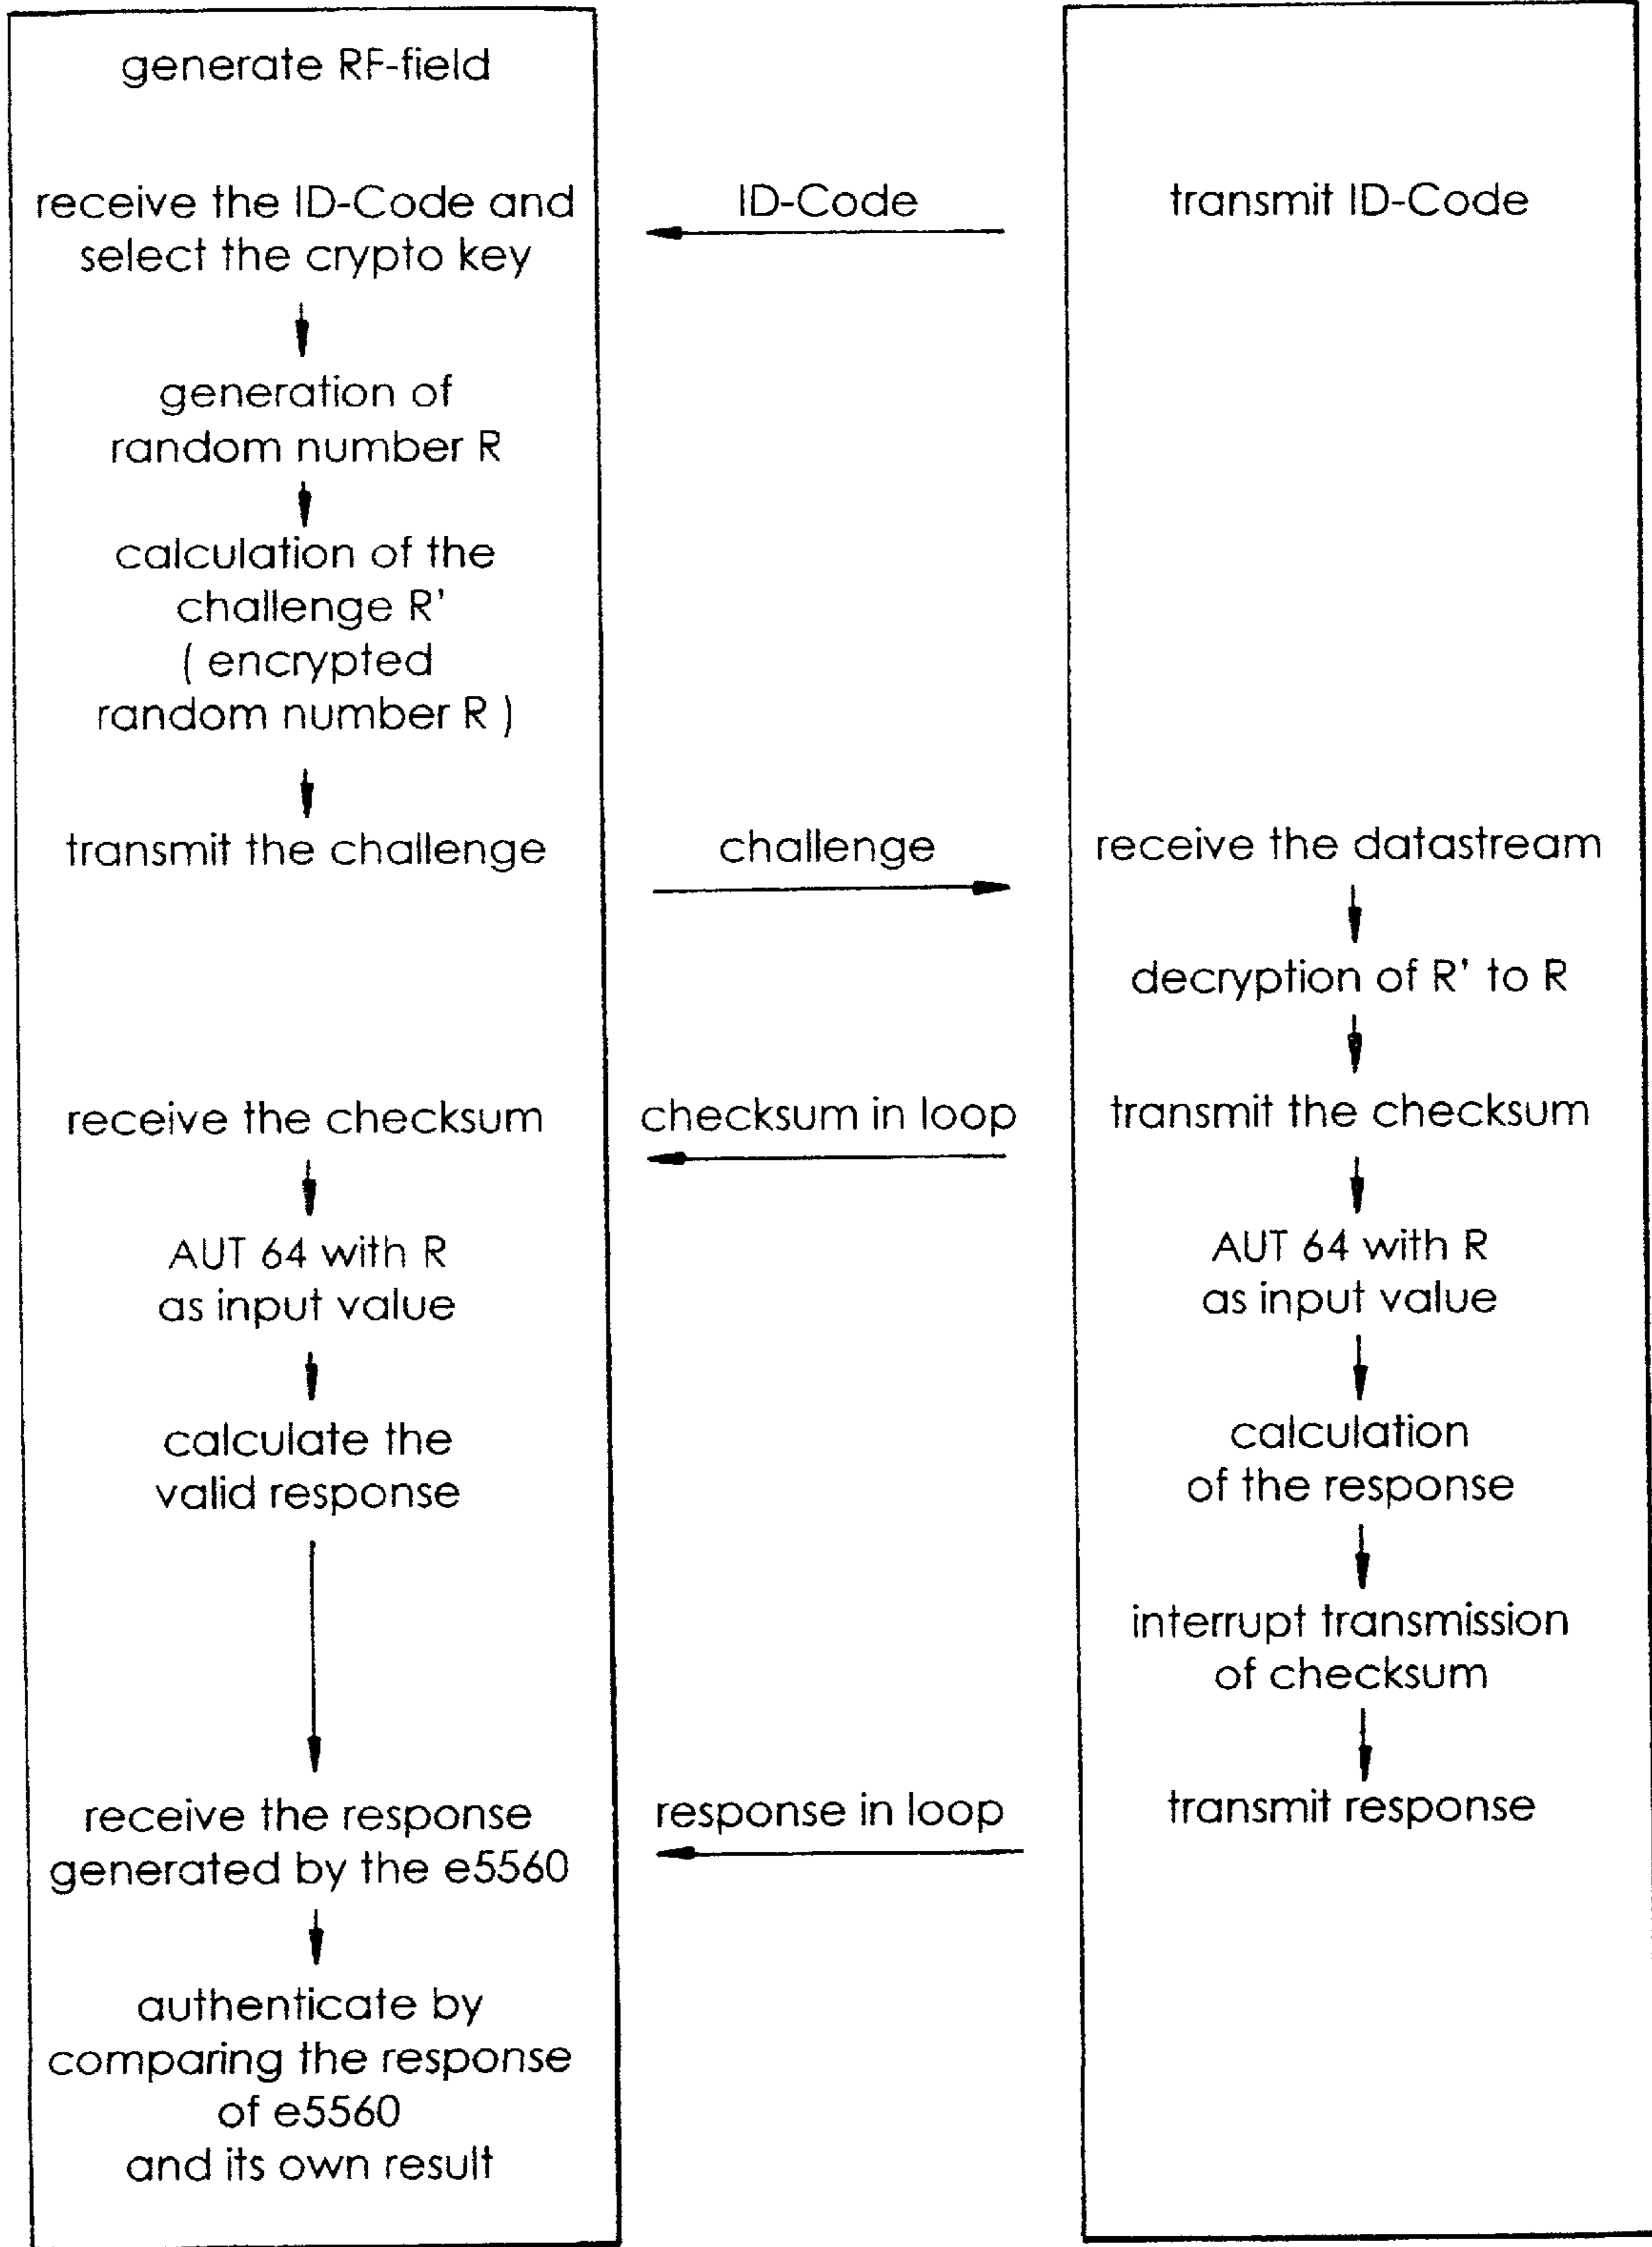 generate RF-field
receive the ID-Code and
select the crypto key
ID-Code
transmit ID-Code
generation of
random number R
calculation of the
challenge R'
( encrypted
random number R )
transmit the challenge
challenge
receive the datastream
decryption of R' to R
receive the checksum
checksum in loop
transmit the checksum
AUT 64 with R
as input value
AUT 64 with R
as input value
calculate the
valid response
calculation
of the response
interrupt transmission
of checksum
receive the response
generated by the e5560
response in loop
transmit response
authenticate by
comparing the response
of e5560
and its own result